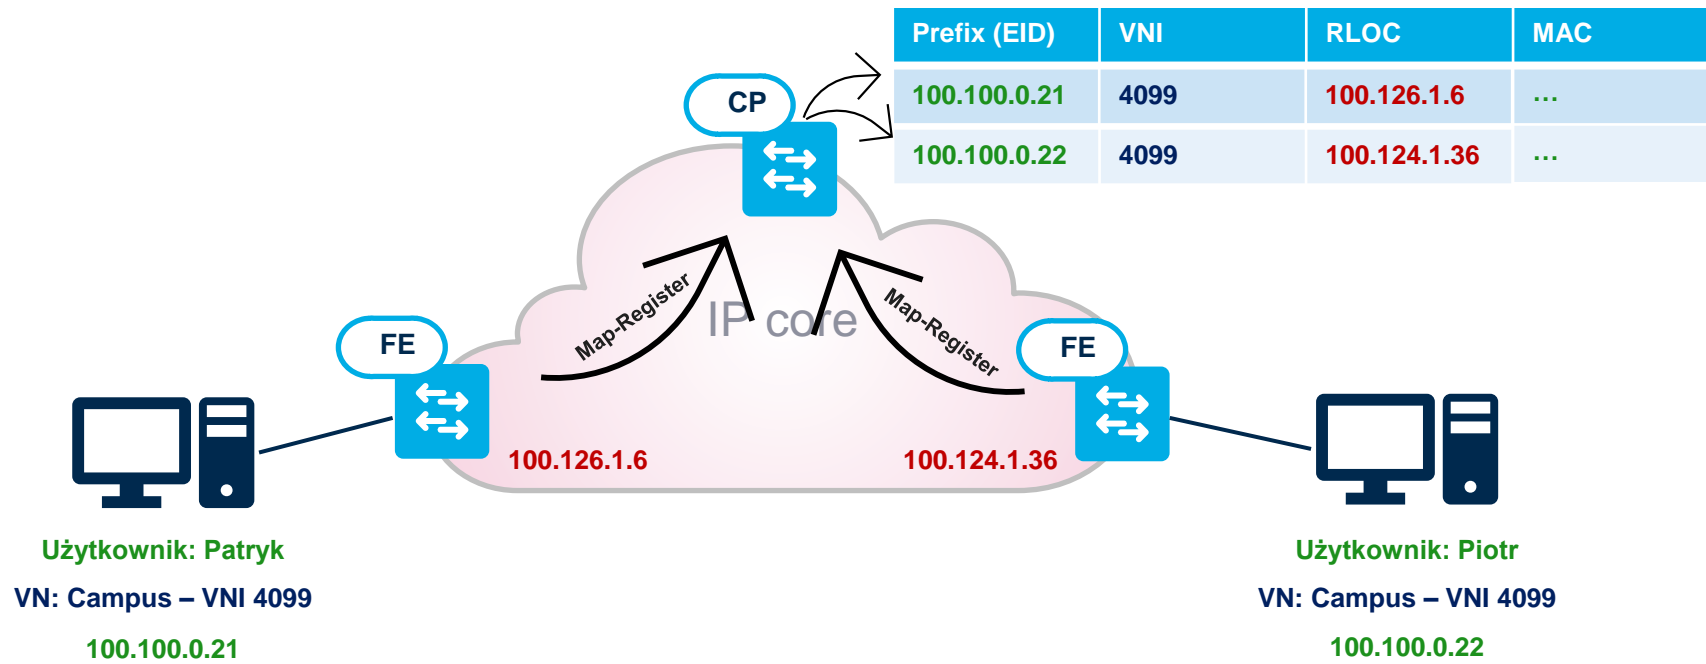 Prefix (EID) VNI RLOC MAC
100.100.0.21 4099 100.126.1.6 …
100.100.0.22 4099 100.124.1.36 …
CP
IP core
Map-Register
Map-Register
FE
FE
100.126.1.6
100.124.1.36
Użytkownik: Patryk
VN: Campus – VNI 4099
100.100.0.21
Użytkownik: Piotr
VN: Campus – VNI 4099
100.100.0.22